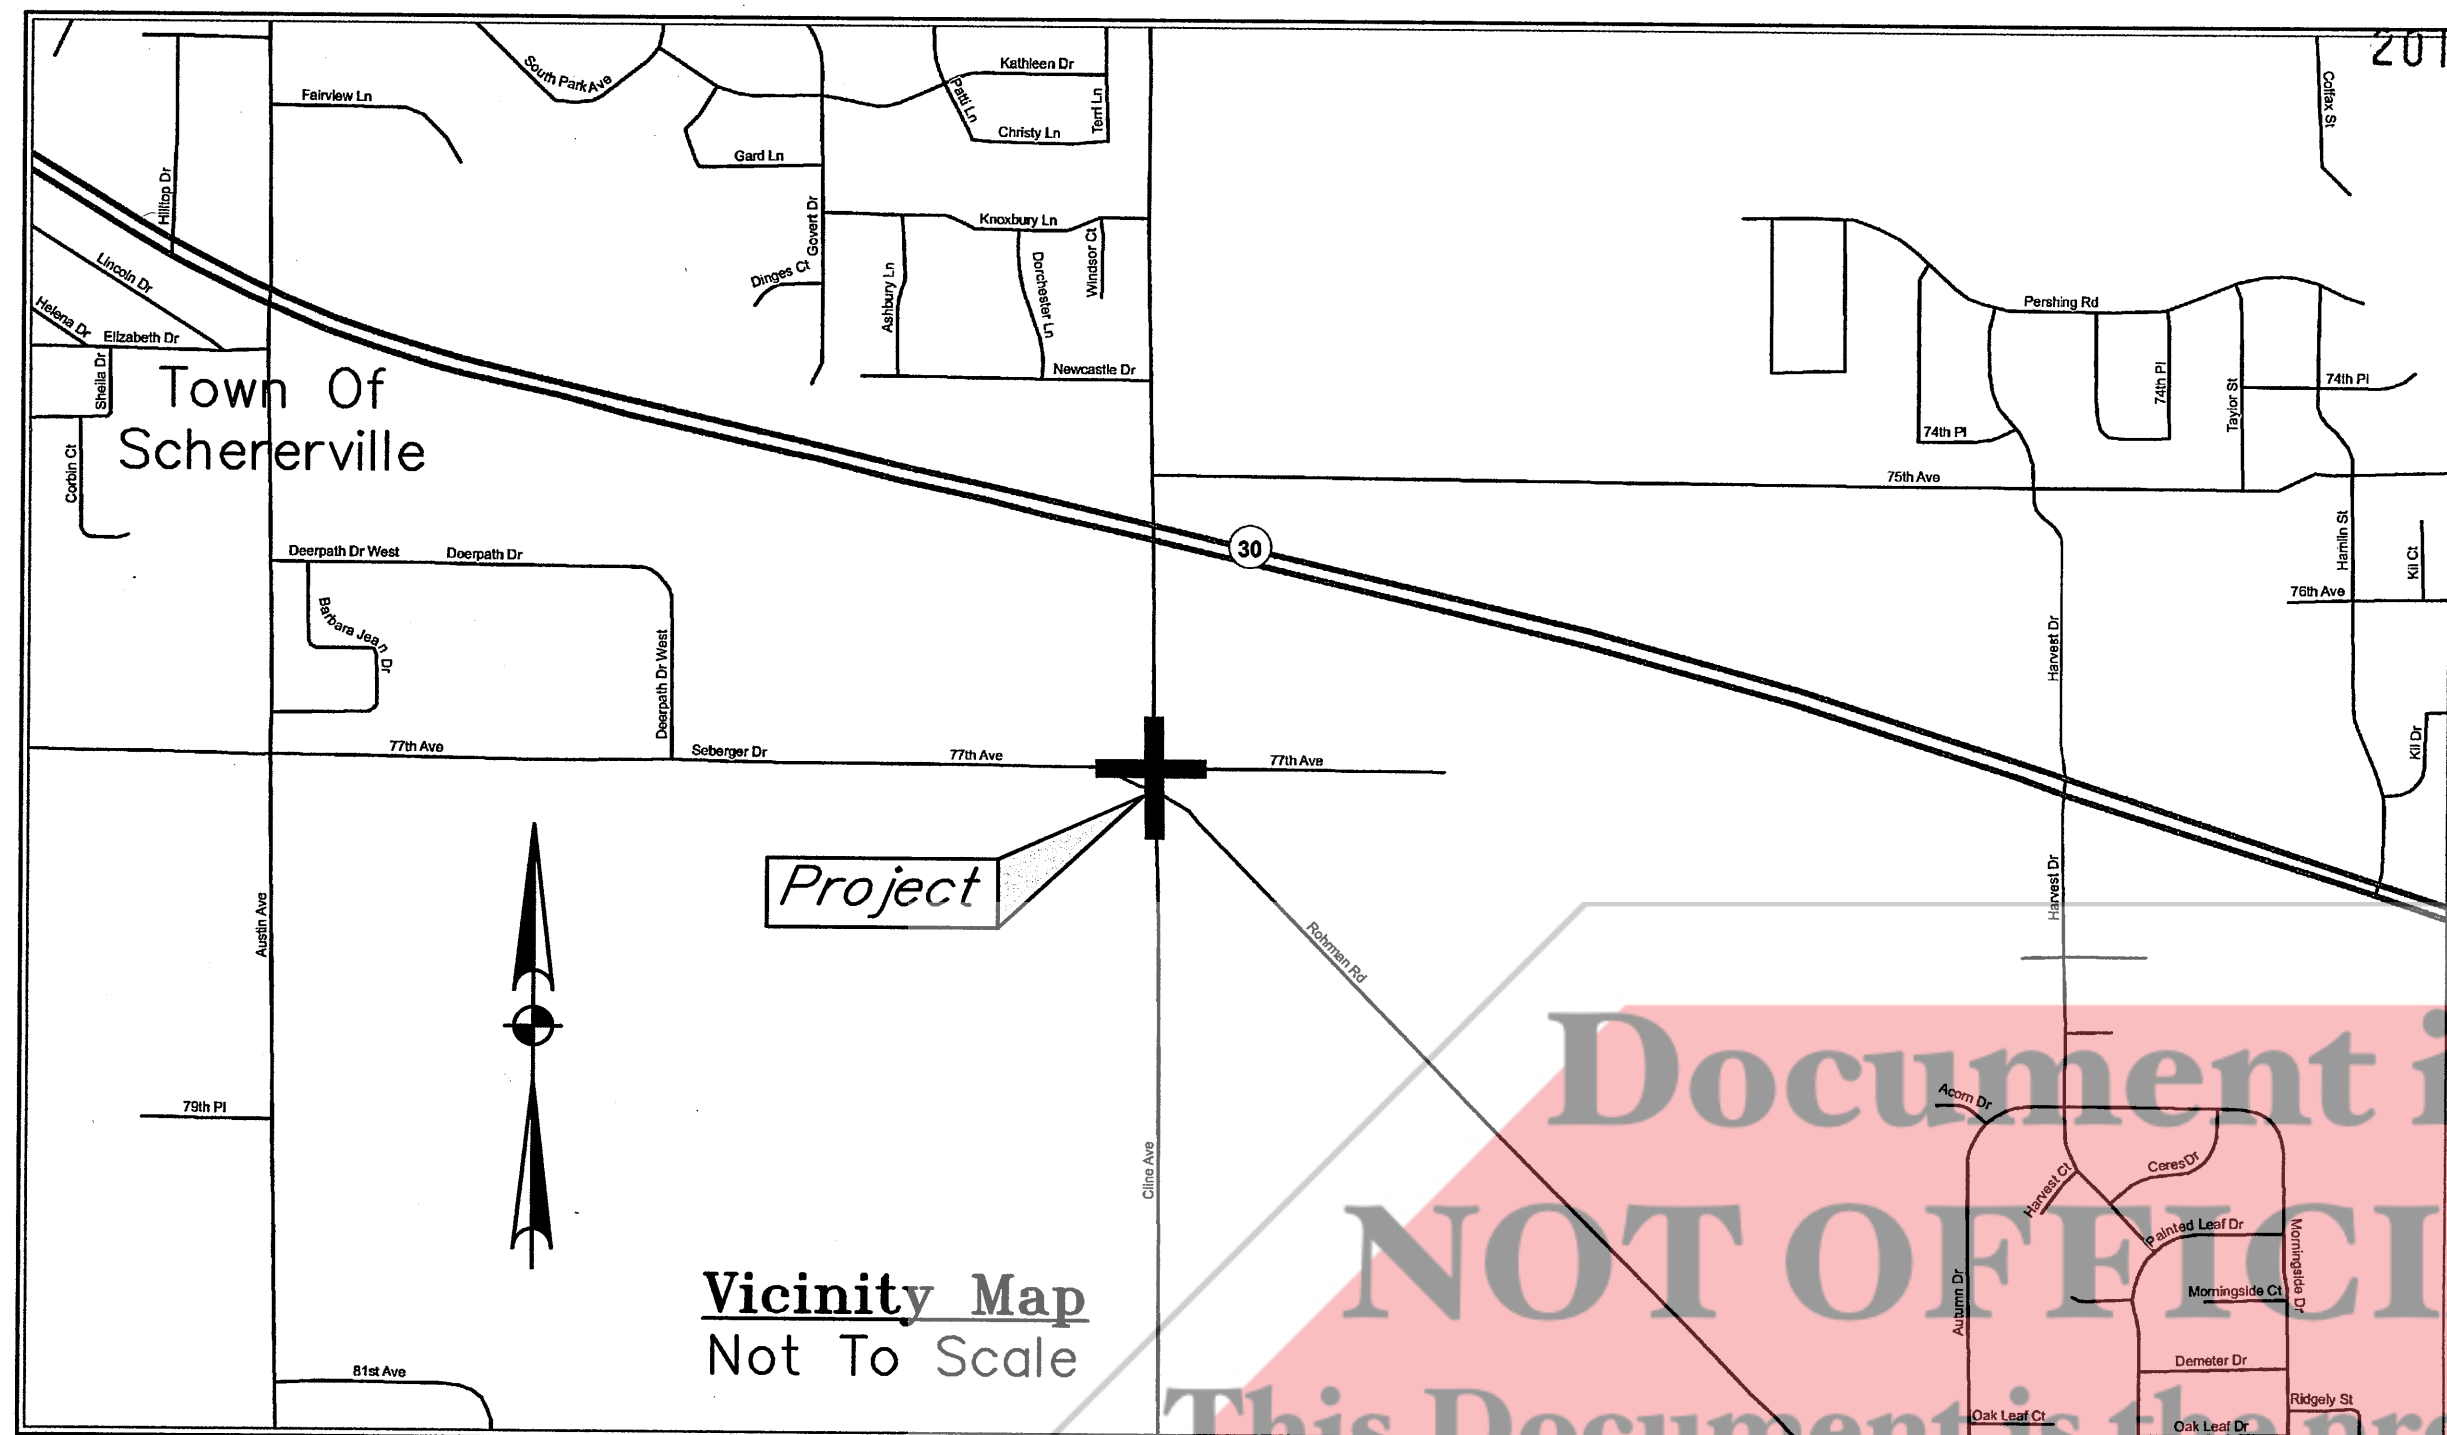 201
Colfax St
South Park Ave
Kathleen Dr
Fairview Ln
Patti Ln
Terri Ln
Christy Ln
Gard Ln
Hilltop Dr
Govert Dr
Knoxbury Ln
Lincoln Dr
Dinges Ct
Ashbury Ln
Dorchester Ln
Windsor Ct
Helena Dr
Elizabeth Dr
Pershing Rd
Sheila Dr
Newcastle Dr
74th Pl
Taylor St
74th Pl
Town Of
Schererville
74th Pl
Corbin Ct
75th Ave
30
Hamlin St
Kil Ct
Deerpath Dr West
Deerpath Dr
76th Ave
Barbara Jean Dr
Deerpath Dr West
Harvest Dr
77th Ave
Seberger Dr
77th Ave
77th Ave
Kil Dr
Project
Harvest Dr
Austin Ave
Rohrman Rd
Document i
Acorn Dr
79th Pl
Cline Ave
Harvest Ct
Ceres Dr
NOT OFFICI
Painted Leaf Dr
Morningside Dr
Vicinity Map
Not To Scale
Autumn Dr
Morningside Ct
81st Ave
Demeter Dr
Ridgely St
This Document is the pro
Oak Leaf Ct
Oak Leaf Dr